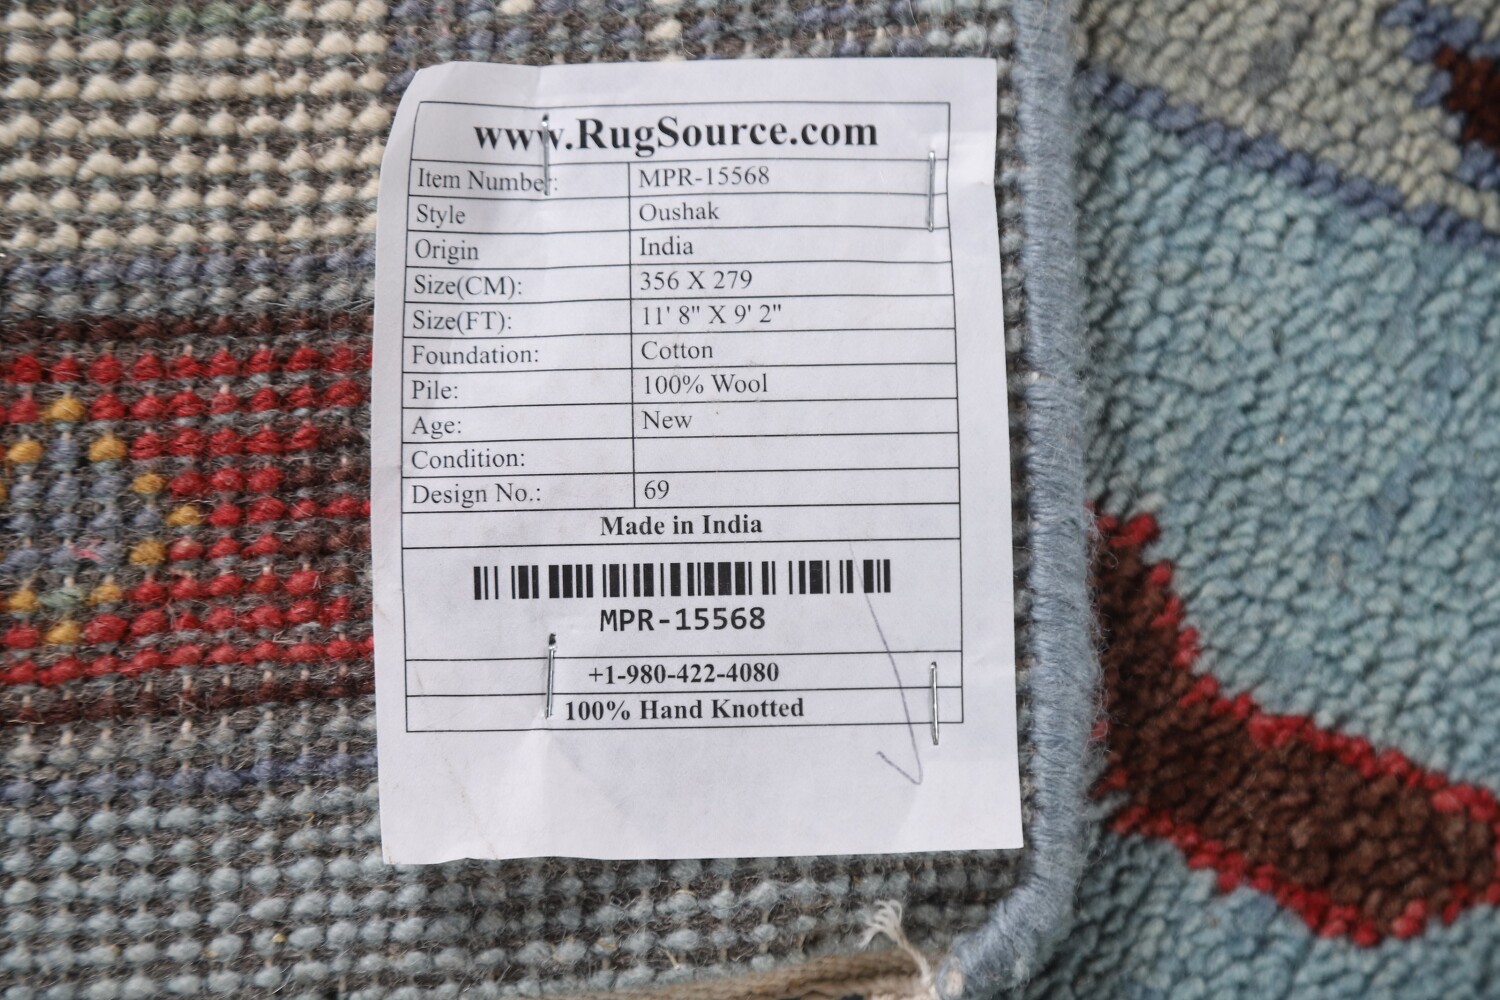 www.RugSource.com
Item Number: MPR-15568
Style Oushak
Origin India
Size(CM): 356 X 279
Size(FT): 11' 8" X 9' 2"
Foundation: Cotton
Pile: 100% Wool
Age: New
Condition:
Design No.: 69
Made in India
MPR-15568
+1-980-422-4080
100% Hand Knotted